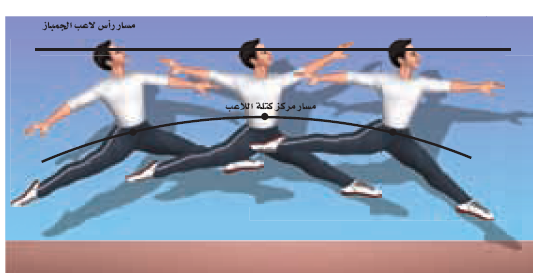 مسار رأس لاعب الجمباز
مسار مركز كتلة اللاعب